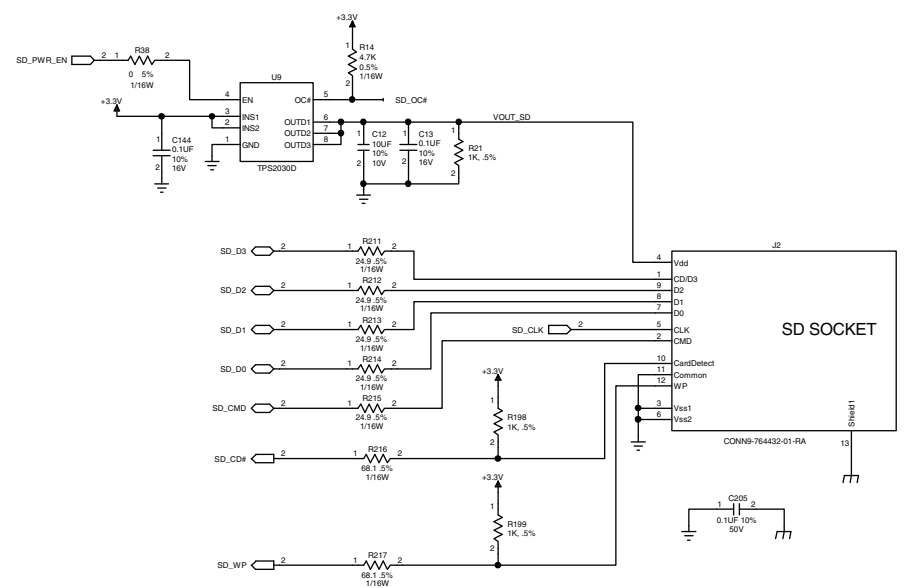 +3.3V
R38
SD_PWR_EN
2
1
2
0 5%
1/16W
1
R14
4.7K
0.5%
1/16W
2
U9
4
EN
OC#
5
SD_OC#
+3.3V
3
INS1
2
INS2
1
GND
OUTD1
6
OUTD2
7
OUTD3
8
TPS2030D
VOUT_SD
1
C144
0.1UF
10%
16V
2
1
C12
10UF
10%
10V
2
1
C13
0.1UF
10%
16V
2
1
R21
1K, .5%
2
SD_D3
2
1
R211
2
24.9 .5%
1/16W
SD_D2
2
1
R212
2
24.9 .5%
1/16W
SD_D1
2
1
R213
2
24.9 .5%
1/16W
SD_D0
2
1
R214
2
24.9 .5%
1/16W
SD_CMD
2
1
R215
2
24.9 .5%
1/16W
SD_CD#
2
1
R216
2
68.1 .5%
1/16W
SD_WP
2
1
R217
2
68.1 .5%
1/16W
SD_CLK
2
+3.3V
1
R198
1K, .5%
2
+3.3V
1
R199
1K, .5%
2
J2
4
Vdd
1
CD/D3
9
D2
8
D1
7
D0
5
CLK
2
CMD
10
CardDetect
11
Common
12
WP
3
Vss1
6
Vss2
SD SOCKET
Shield1
CONN9-764432-01-RA
13
C205
1
2
0.1UF 10%
50V